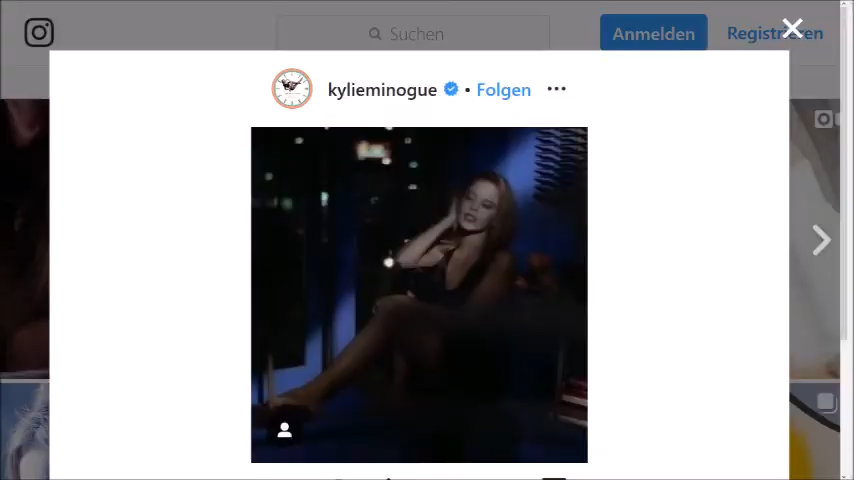 Suchen
Anmelden
Registrieren
kylieminogue • Folgen